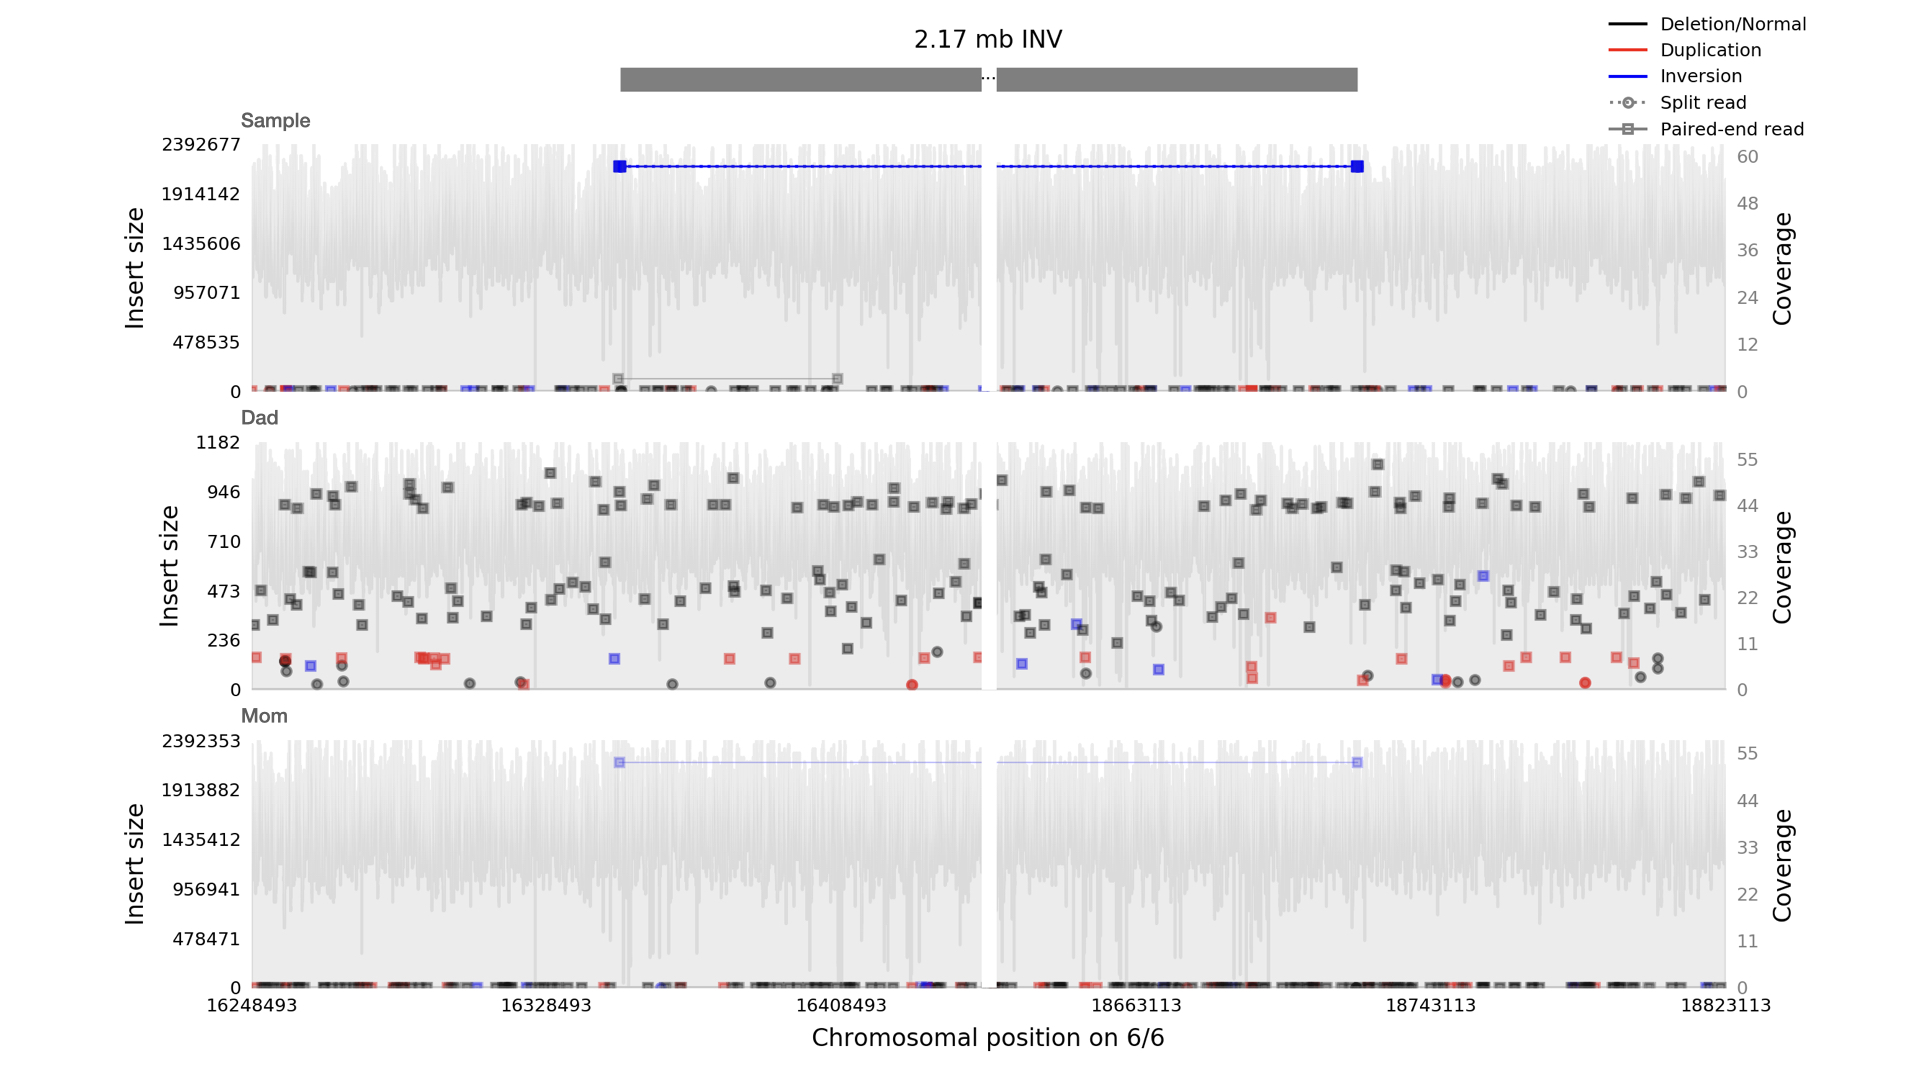 2.17 mb INV
...
Deletion/Normal
Duplication
Inversion
Split read
Paired-end read
Sample
2392677
1914142
1435606
957071
478535
0
Insert size
60
48
36
24
12
0
Coverage
Dad
1182
946
710
473
236
0
Insert size
55
44
33
22
11
0
Coverage
Mom
2392353
1913882
1435412
956941
478471
0
Insert size
55
44
33
22
11
0
Coverage
16248493 16328493 16408493 18663113 18743113 18823113
Chromosomal position on 6/6